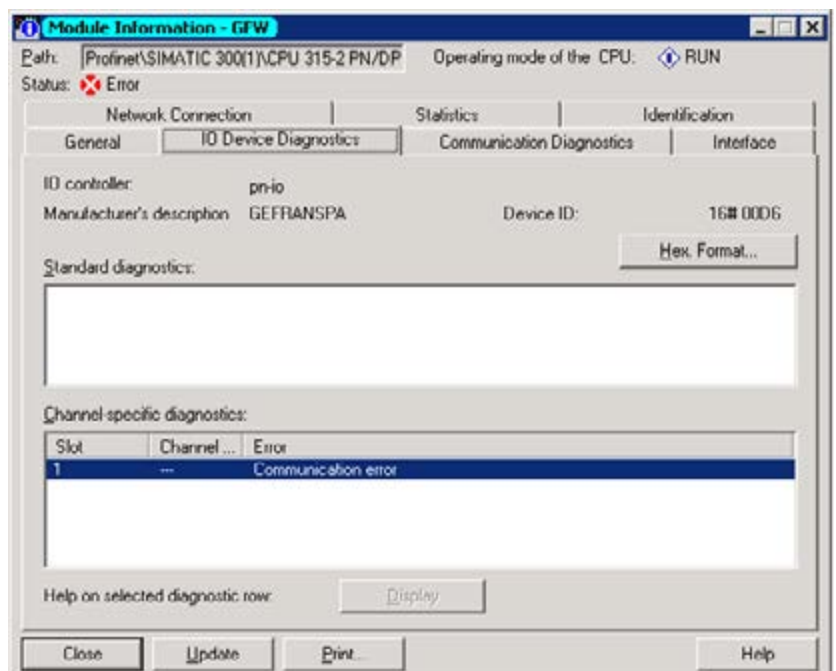 Module Information - GFW
Path: Profinet\SIMATIC 300(1)\CPU 315-2 PN/DP Operating mode of the CPU: RUN
Status: Error
Network Connection Statistics Identification
General IO Device Diagnostics Communication Diagnostics Interface
IO controller: pn-io
Manufacturer's description GEFRANSPA Device ID: 16# 00D6
Hex. Format...
Standard diagnostics:
Channel-specific diagnostics:
Slot Channel ... Error
1 --- Communication error
Help on selected diagnostic row: Display
Close Update Print... Help